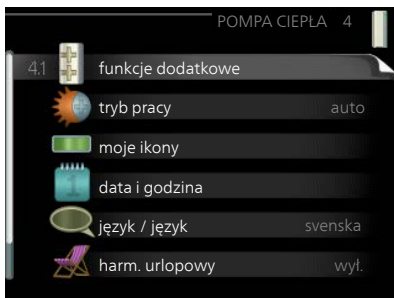 POMPA CIEPŁA 4
4.1 funkcje dodatkowe
tryb pracy auto
moje ikony
data i godzina
język / język svenska
harm. urlopowy wył.